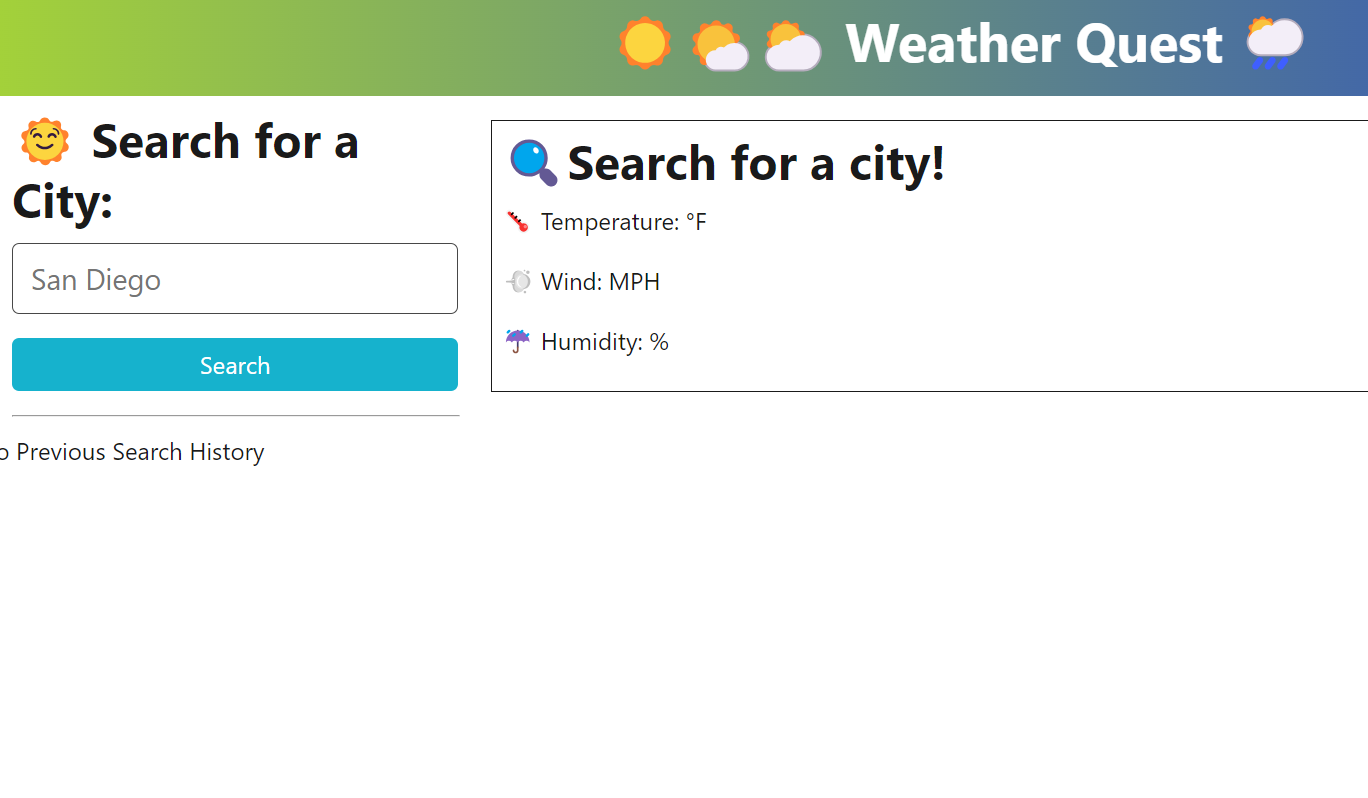 Weather Quest
Search for a
City:
San Diego
Search
Previous Search History
Search for a city!
Temperature: °F
Wind: MPH
Humidity: %